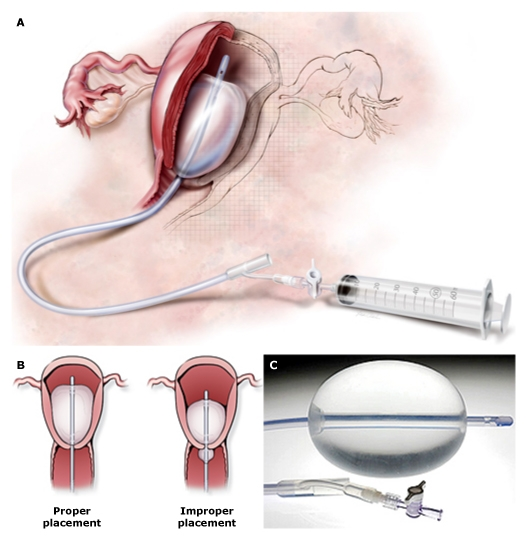 A
B
C
Proper
placement
Improper
placement